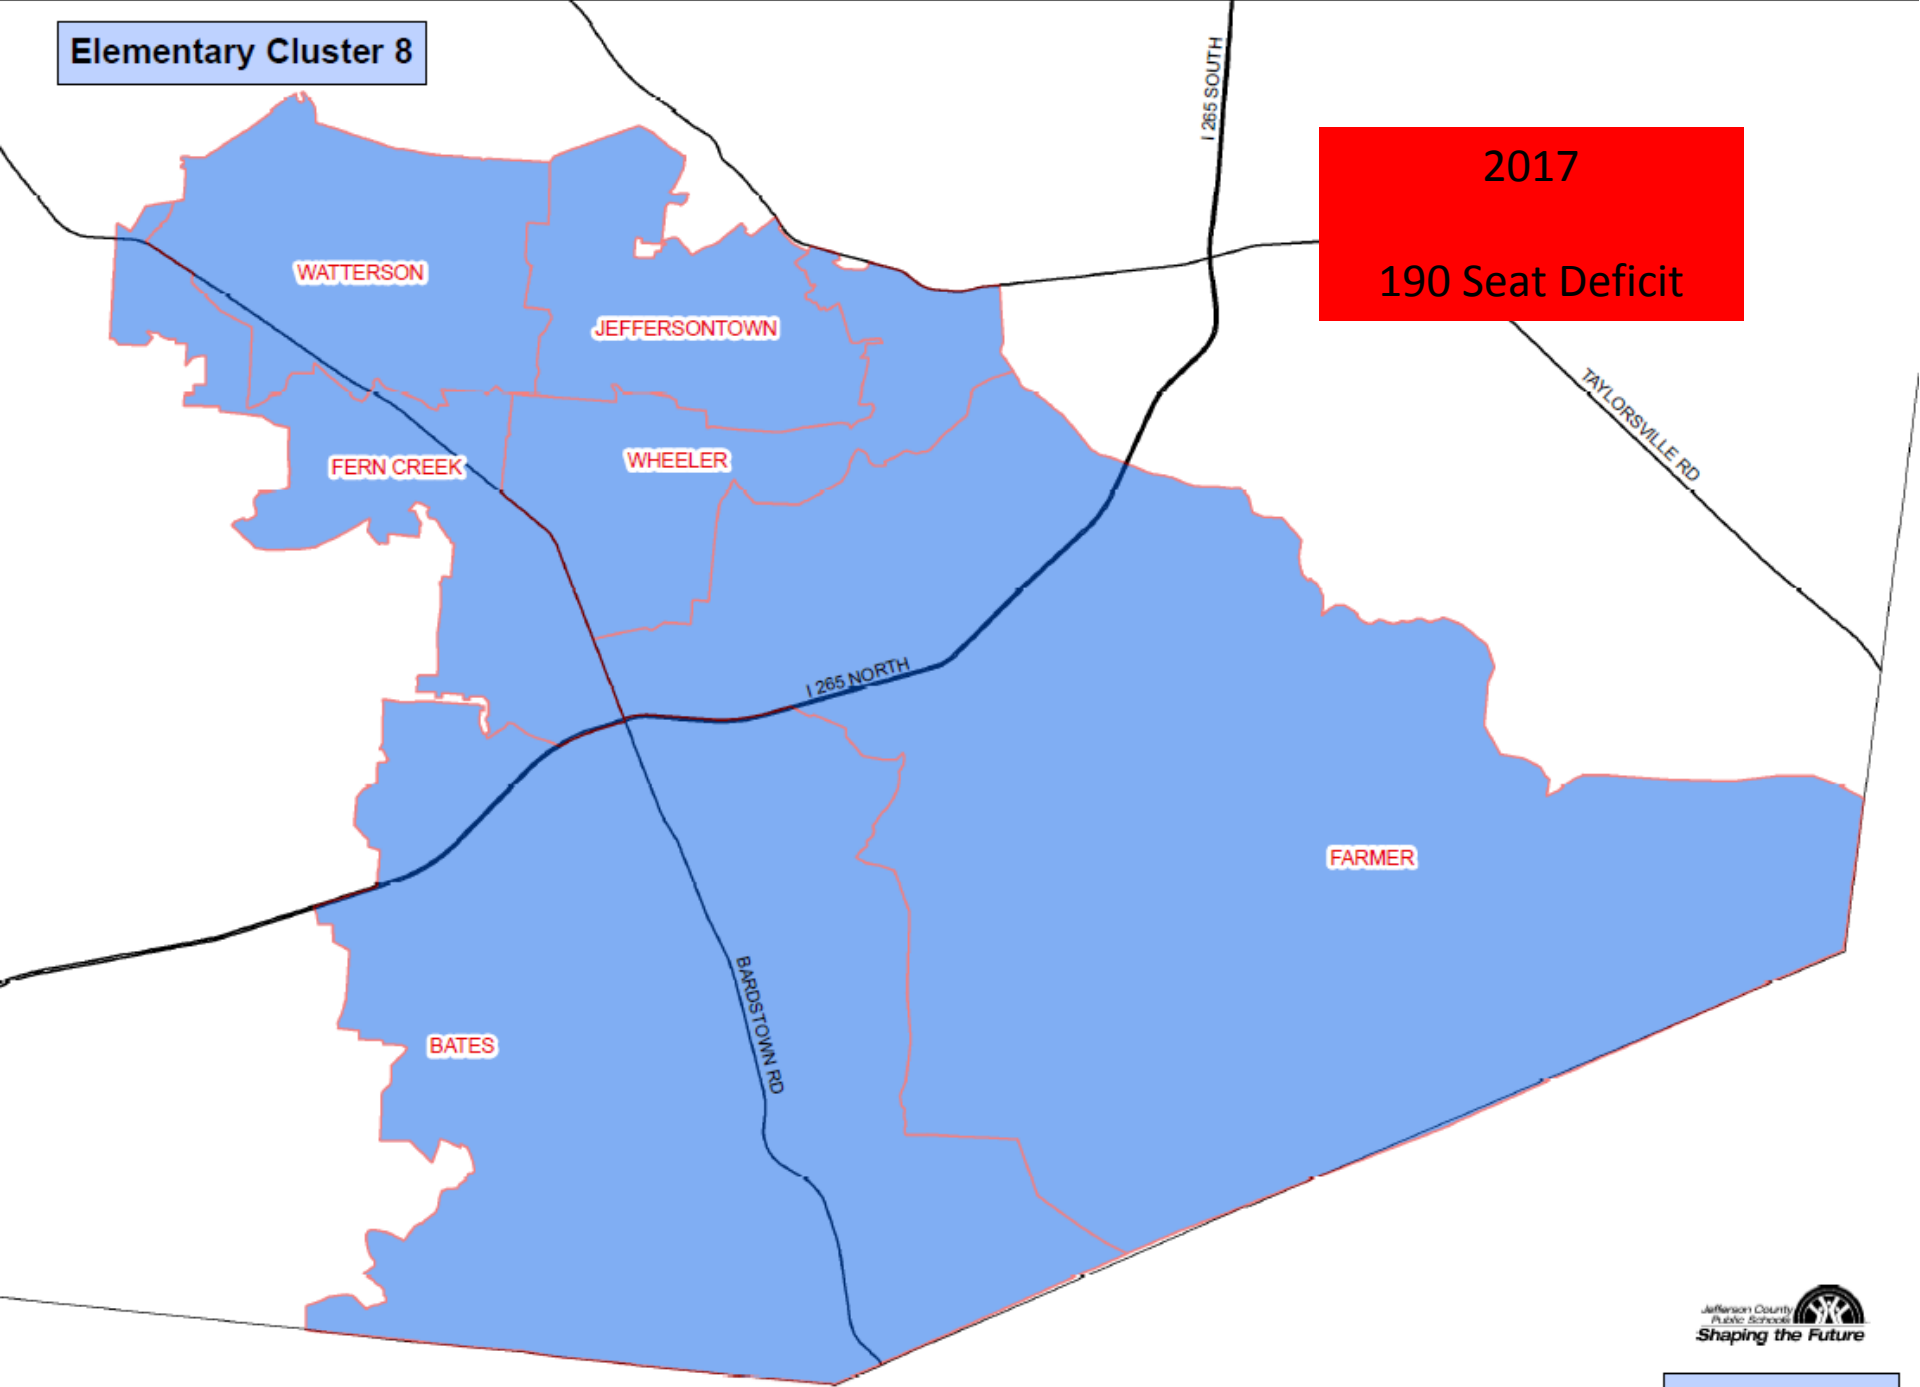 Elementary Cluster 8
I 265 SOUTH
2017
190 Seat Deficit
WATTERSON
JEFFERSONTOWN
TAYLORSVILLE RD
FERN CREEK
WHEELER
I 265 NORTH
FARMER
BARDSTOWN RD
BATES
Jefferson County
Public Schools
Shaping the Future